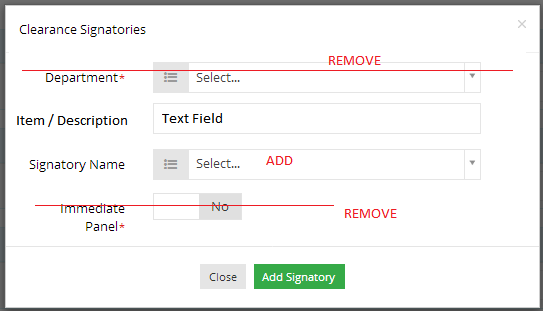 Clearance Signatories ×
REMOVE
Department* Select...
Item / Description Text Field
Signatory Name Select... ADD
Immediate Panel* No
REMOVE
Close Add Signatory